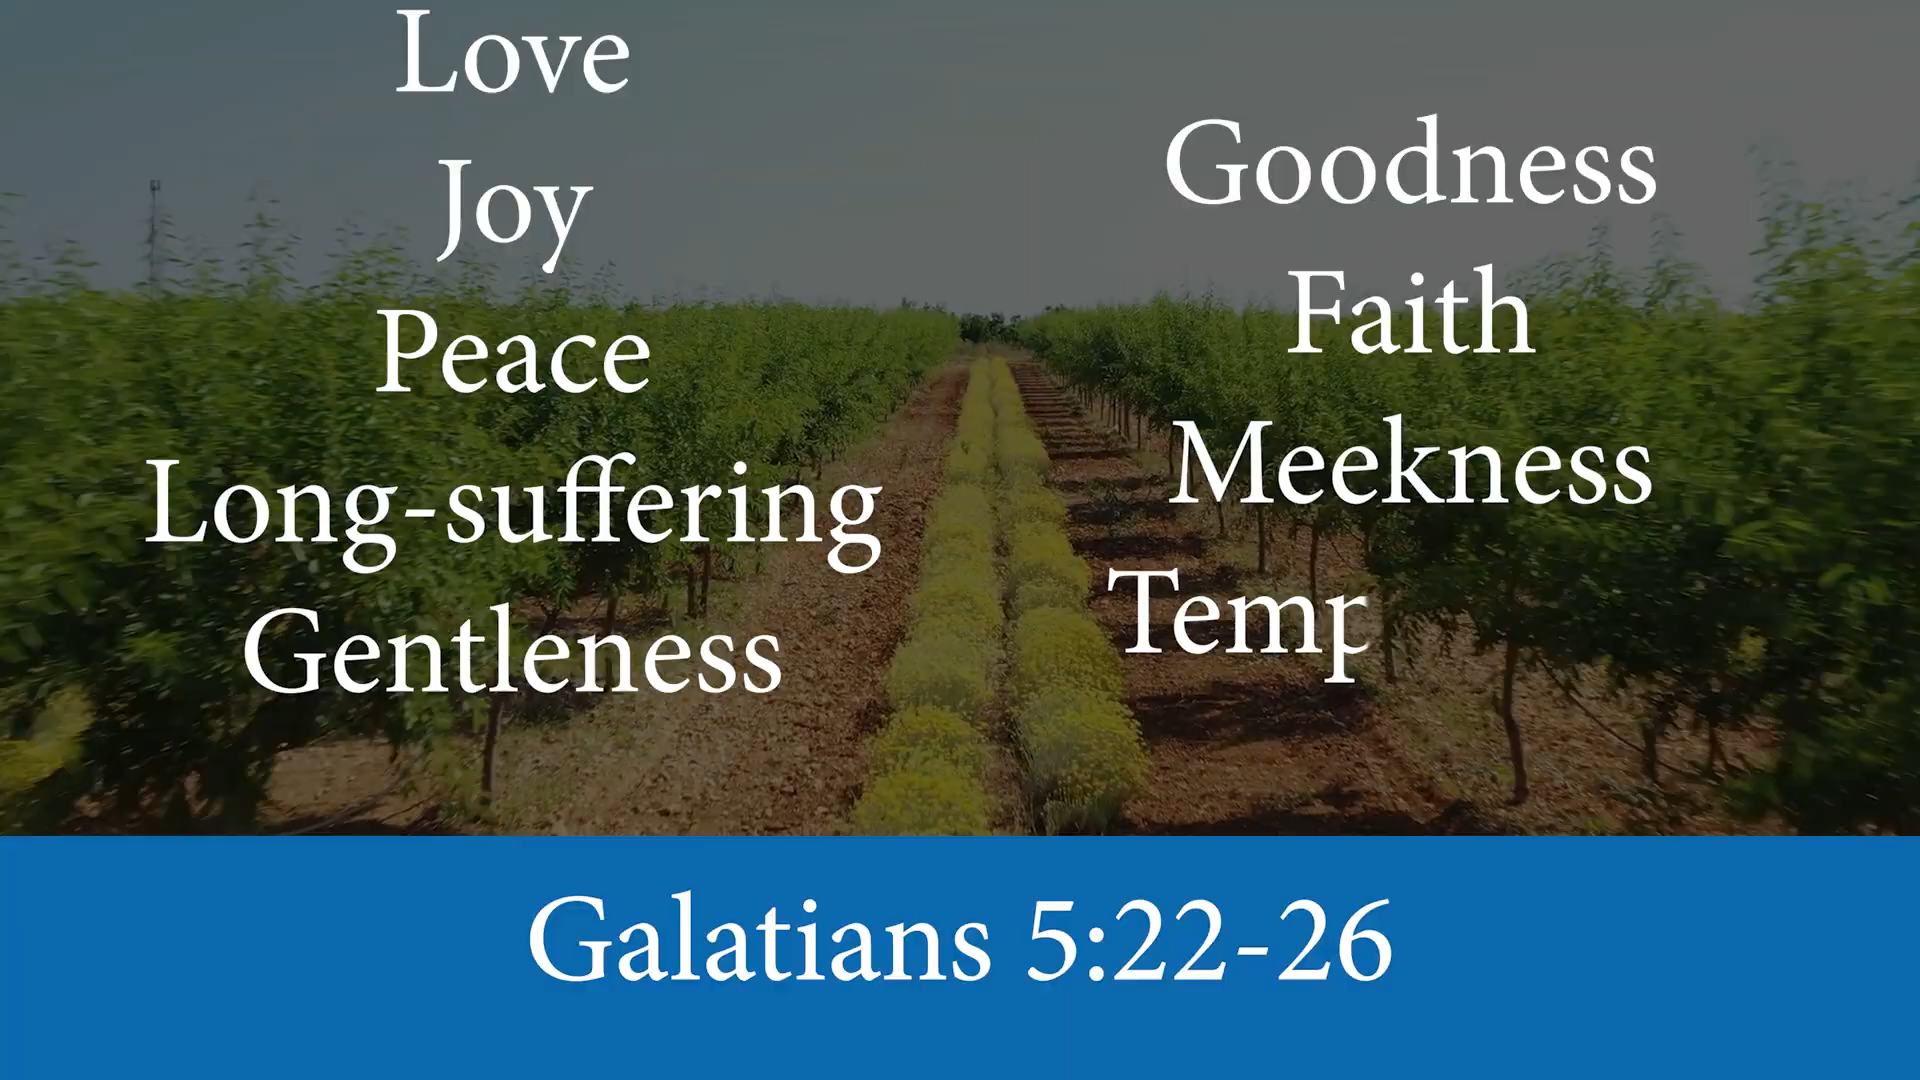 Love
Joy
Peace
Long-suffering
Gentleness
Goodness
Faith
Meekness
Temp
Galatians 5:22-26